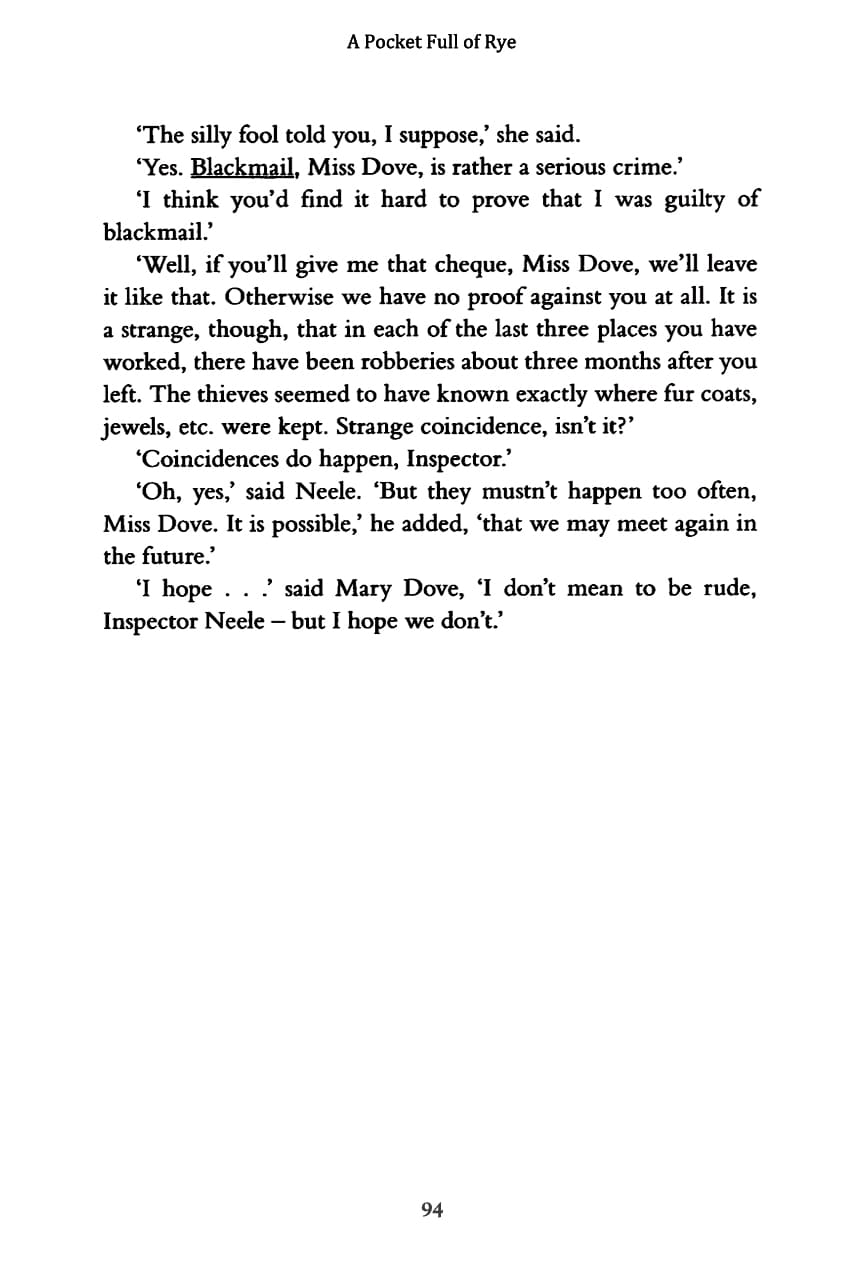 A Pocket Full of Rye
‘The silly fool told you, I suppose,’ she said.
‘Yes. Blackmail, Miss Dove, is rather a serious crime.’
‘I think you’d find it hard to prove that I was guilty of
blackmail.’
‘Well, if you’ll give me that cheque, Miss Dove, we’ll leave
it like that. Otherwise we have no proof against you at all. It is
a strange, though, that in each of the last three places you have
worked, there have been robberies about three months after you
left. The thieves seemed to have known exactly where fur coats,
jewels, etc. were kept. Strange coincidence, isn’t it?’
‘Coincidences do happen, Inspector.’
‘Oh, yes,’ said Neele. ‘But they mustn’t happen too often,
Miss Dove. It is possible,’ he added, ‘that we may meet again in
the future.’
‘I hope . . .’ said Mary Dove, ‘I don’t mean to be rude,
Inspector Neele – but I hope we don’t.’
94